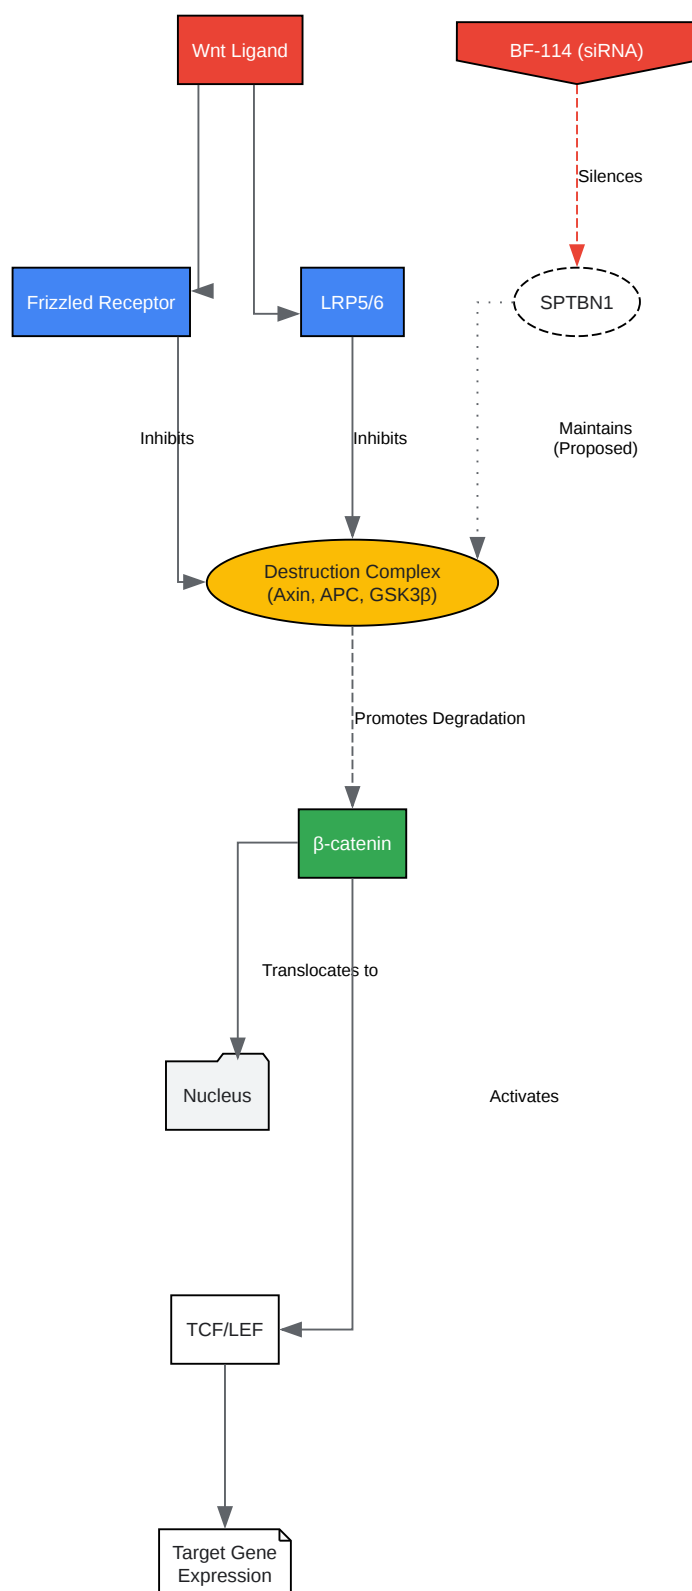 Wnt Ligand
BF-114 (siRNA)
Silences
Frizzled Receptor
LRP5/6
SPTBN1
Inhibits
Inhibits
Maintains
(Proposed)
Destruction Complex
(Axin, APC, GSK3β)
Promotes Degradation
β-catenin
Translocates to
Nucleus
Activates
TCF/LEF
Target Gene
Expression